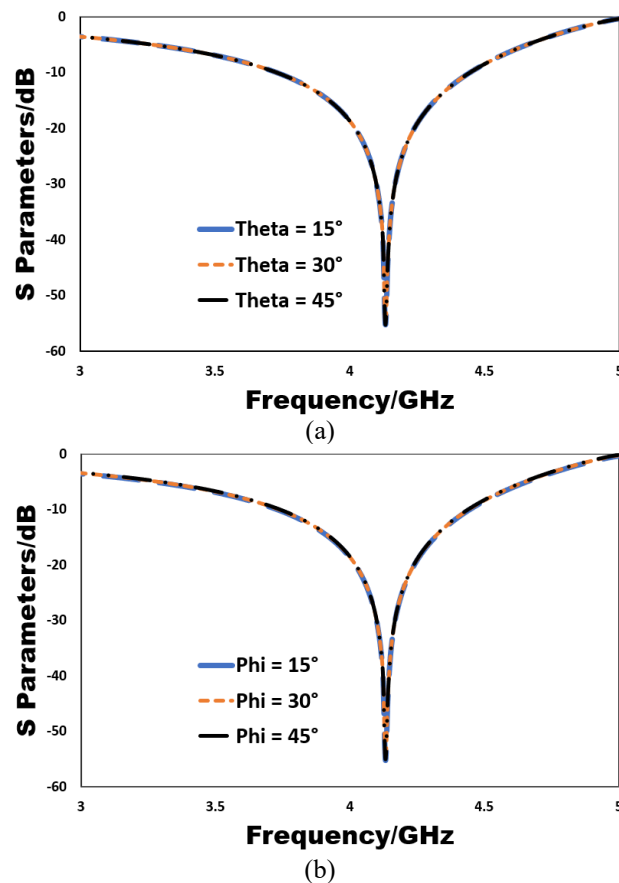 0
-10
-20
-30
-40
-50
-60
S Parameters/dB
Theta = 15°
Theta = 30°
Theta = 45°
3 3.5 4 4.5 5
Frequency/GHz
(a)
0
-10
-20
-30
-40
-50
-60
S Parameters/dB
Phi = 15°
Phi = 30°
Phi = 45°
3 3.5 4 4.5 5
Frequency/GHz
(b)